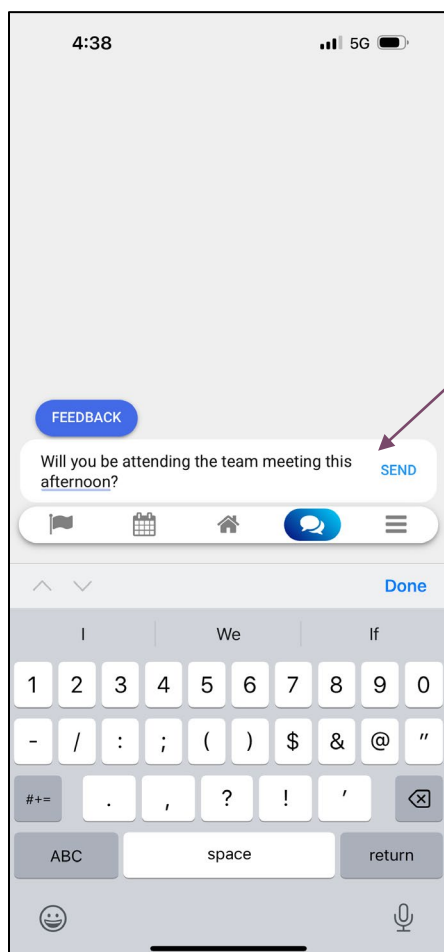 4:38 5G
FEEDBACK
Will you be attending the team meeting this
afternoon?
SEND
Done
I We If
1 2 3 4 5 6 7 8 9 0
- / : ; ( ) $ & @ "
#+= . , ? ! '
ABC space return